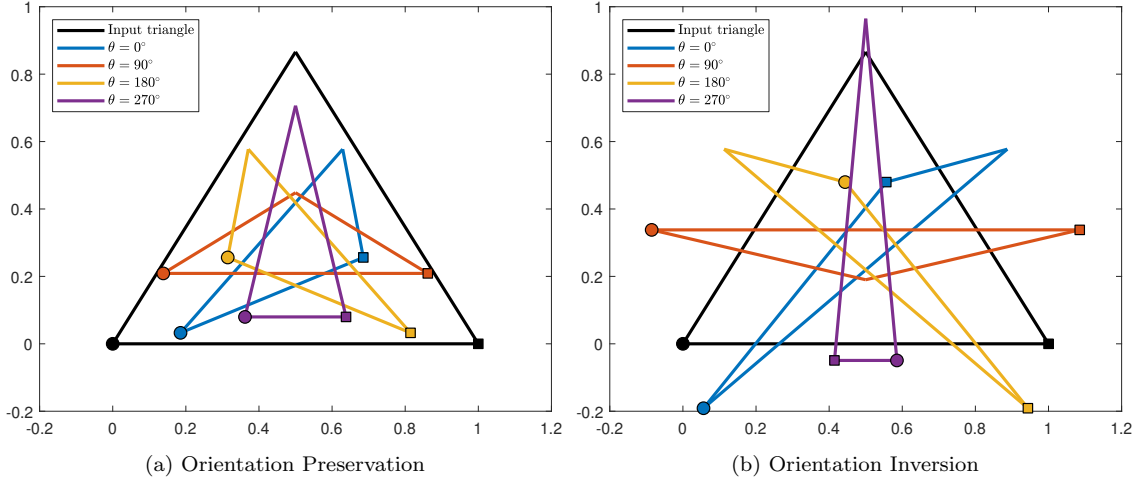 1
0.8
0.6
0.4
0.2
0
-0.2
-0.2 0 0.2 0.4 0.6 0.8 1 1.2
Input triangle
θ = 0°
θ = 90°
θ = 180°
θ = 270°
(a) Orientation Preservation
1
0.8
0.6
0.4
0.2
0
-0.2
-0.2 0 0.2 0.4 0.6 0.8 1 1.2
Input triangle
θ = 0°
θ = 90°
θ = 180°
θ = 270°
(b) Orientation Inversion